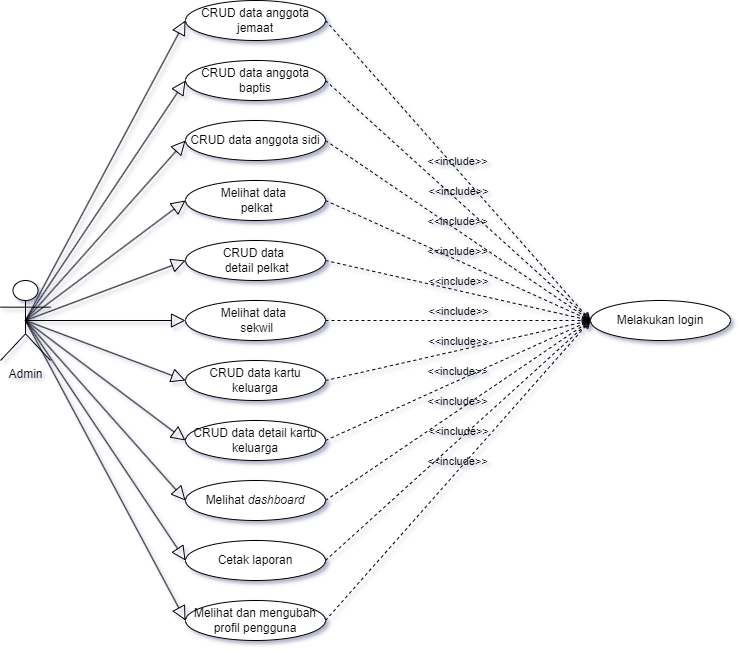 CRUD data anggota
jemaat
CRUD data anggota
baptis
CRUD data anggota sidi
<<include>>
<<include>>
Melihat data
pelkat
<<include>>
CRUD data
detail pelkat
<<include>>
<<include>>
Melihat data
sekwil
<<include>>
Melakukan login
<<include>>
Admin
CRUD data kartu
keluarga
<<include>>
<<include>>
CRUD data detail kartu
keluarga
<<include>>
<<include>>
Melihat dashboard
Cetak laporan
Melihat dan mengubah
profil pengguna